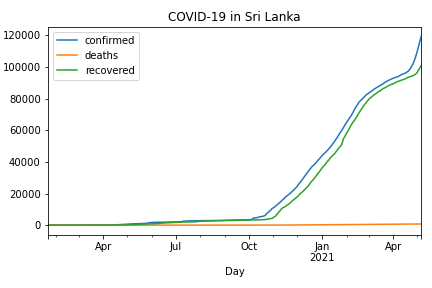 COVID-19 in Sri Lanka
confirmed
deaths
recovered
120000
100000
80000
60000
40000
20000
0
Apr Jul Oct Jan Apr
2021
Day